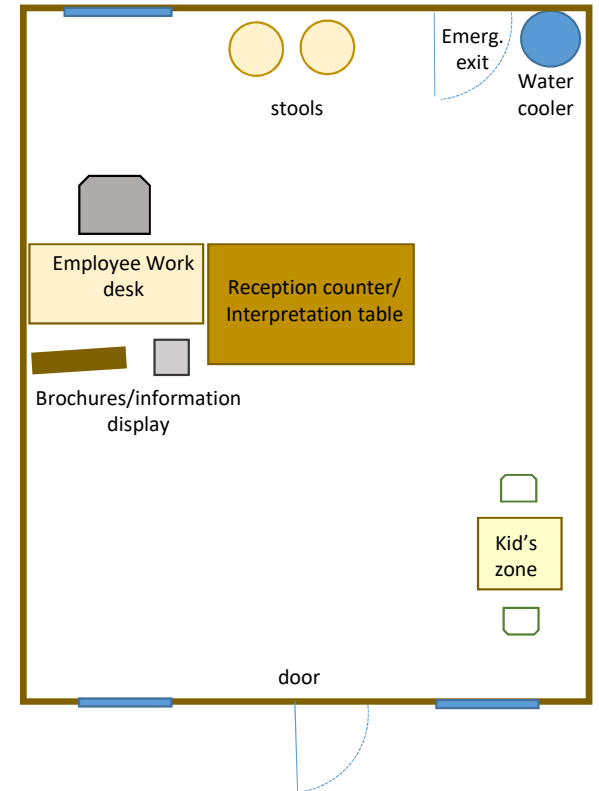 Emerg.
exit
Water
cooler
stools
Employee Work
desk
Reception counter/
Interpretation table
Brochures/information
display
Kid's
zone
door